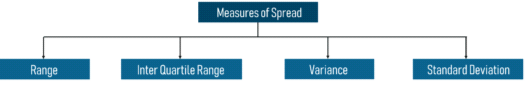 Measures of Spread
Range
Inter Quartile Range
Variance
Standard Deviation